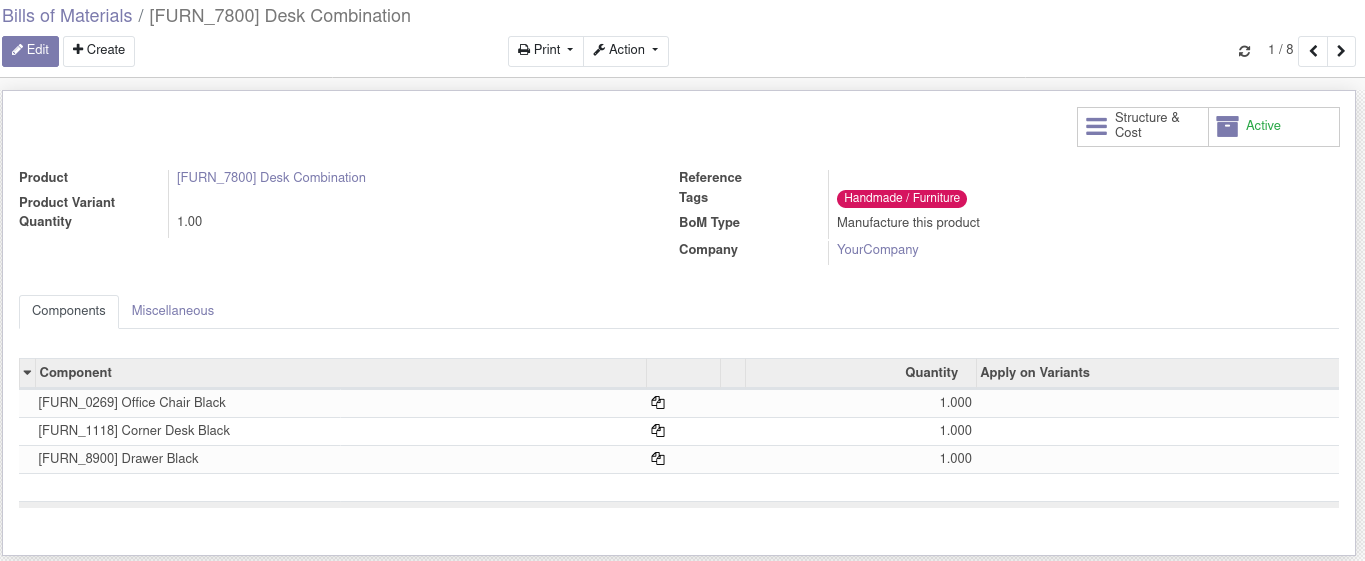 Bills of Materials / [FURN_7800] Desk Combination
Edit Create Print Action 1 / 8
Structure & Cost
Active
Product [FURN_7800] Desk Combination
Product Variant
Quantity 1.00
Reference
Tags Handmade / Furniture
BoM Type Manufacture this product
Company YourCompany
Components Miscellaneous
Component Quantity Apply on Variants
[FURN_0269] Office Chair Black 1.000
[FURN_1118] Corner Desk Black 1.000
[FURN_8900] Drawer Black 1.000